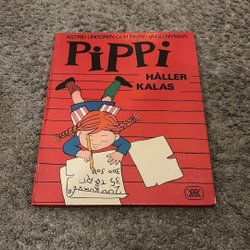 ASTRID LINDGREN OCH INGRID VANG NYMAN
PiPPi
HÅLLER
KALAS